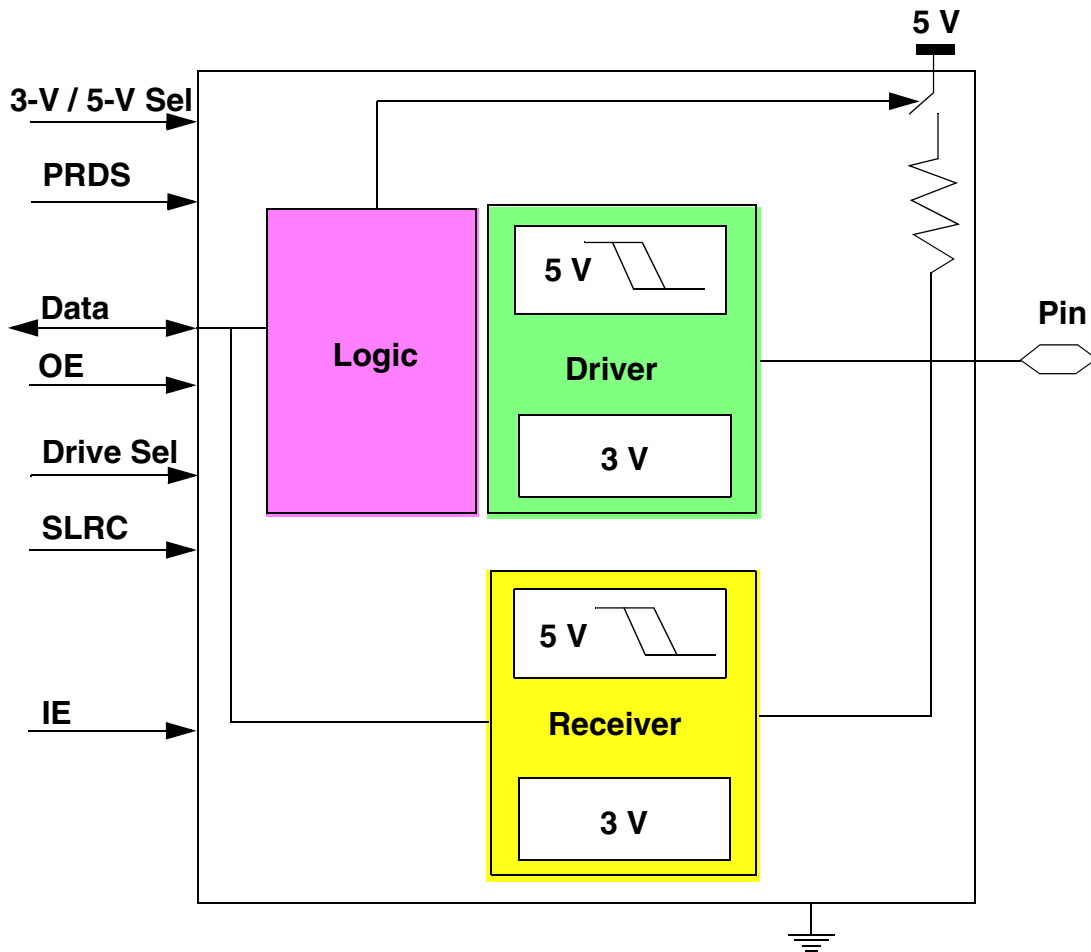 5 V
3-V / 5-V Sel
PRDS
Data
OE
Drive Sel
SLRC
IE
Logic
5 V
Driver
3 V
Pin
5 V
Receiver
3 V